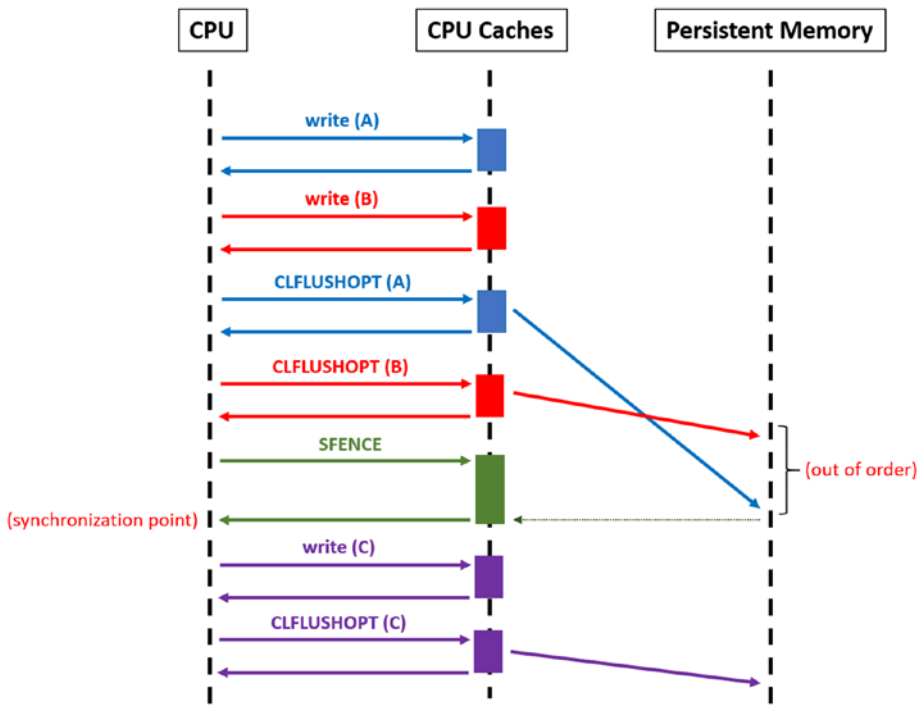 CPU
CPU Caches
Persistent Memory
write (A)
write (B)
CLFLUSHOPT (A)
CLFLUSHOPT (B)
SFENCE
(out of order)
(synchronization point)
write (C)
CLFLUSHOPT (C)